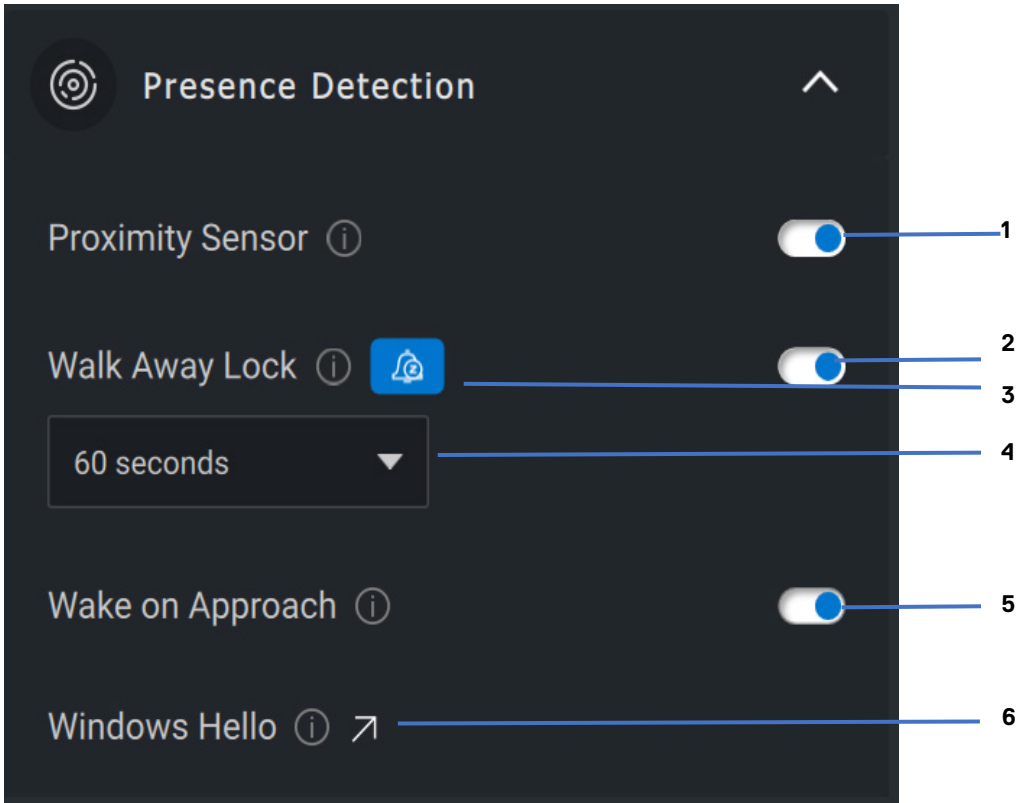 Presence Detection
Proximity Sensor
1
Walk Away Lock
2
3
60 seconds
4
Wake on Approach
5
Windows Hello
6